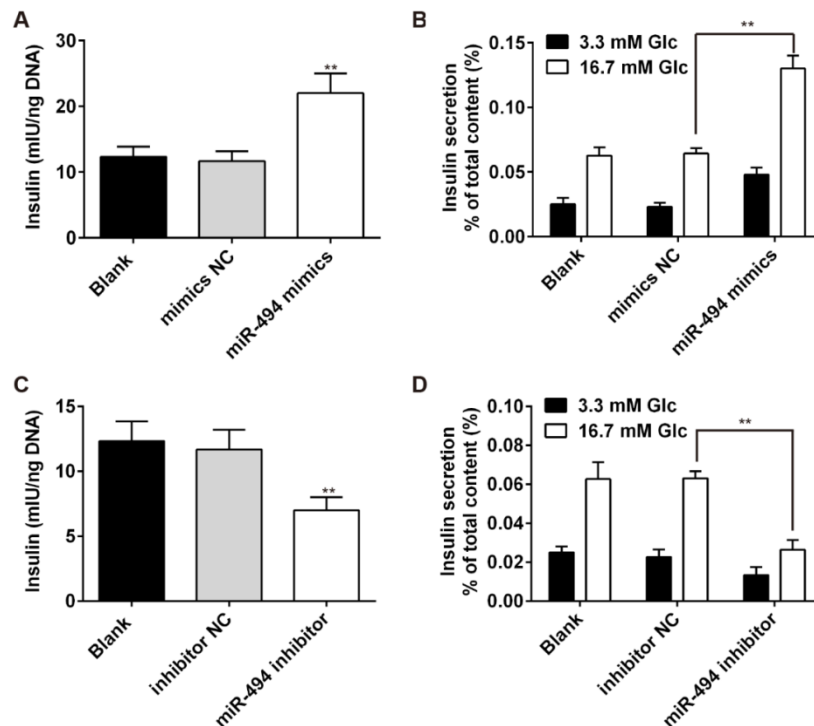 A
Insulin (mIU/ng DNA)
30
20
10
0
**
Blank
mimics NC
miR-494 mimics
B
Insulin secretion
% of total content (%)
0.15
0.10
0.05
0.00
3.3 mM Glc
16.7 mM Glc
**
Blank
mimics NC
miR-494 mimics
C
Insulin (mIU/ng DNA)
15
10
5
0
**
Blank
inhibitor NC
miR-494 inhibitor
D
Insulin secretion
% of total content (%)
0.10
0.08
0.06
0.04
0.02
0.00
3.3 mM Glc
16.7 mM Glc
**
Blank
inhibitor NC
miR-494 inhibitor